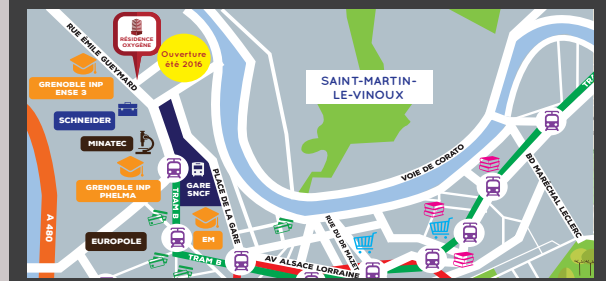 RUE ÉMILE GUEYMARD
RÉSIDENCE
OXYGÈNE
Ouverture
été 2016
GRENOBLE INP
ENSE 3
SCHNEIDER
MINATEC
GRENOBLE INP
PHELMA
SAINT-MARTIN-
LE-VINOUX
GARE
SNCF
TRAM B
PLACE DE LA GARE
A 480
EUROPOLE
EM
TRAM B
AV ALSACE LORRAINE
RUE DU DR MAZET
VOIE DE CORATO
BD MARÉCHAL LECLERC